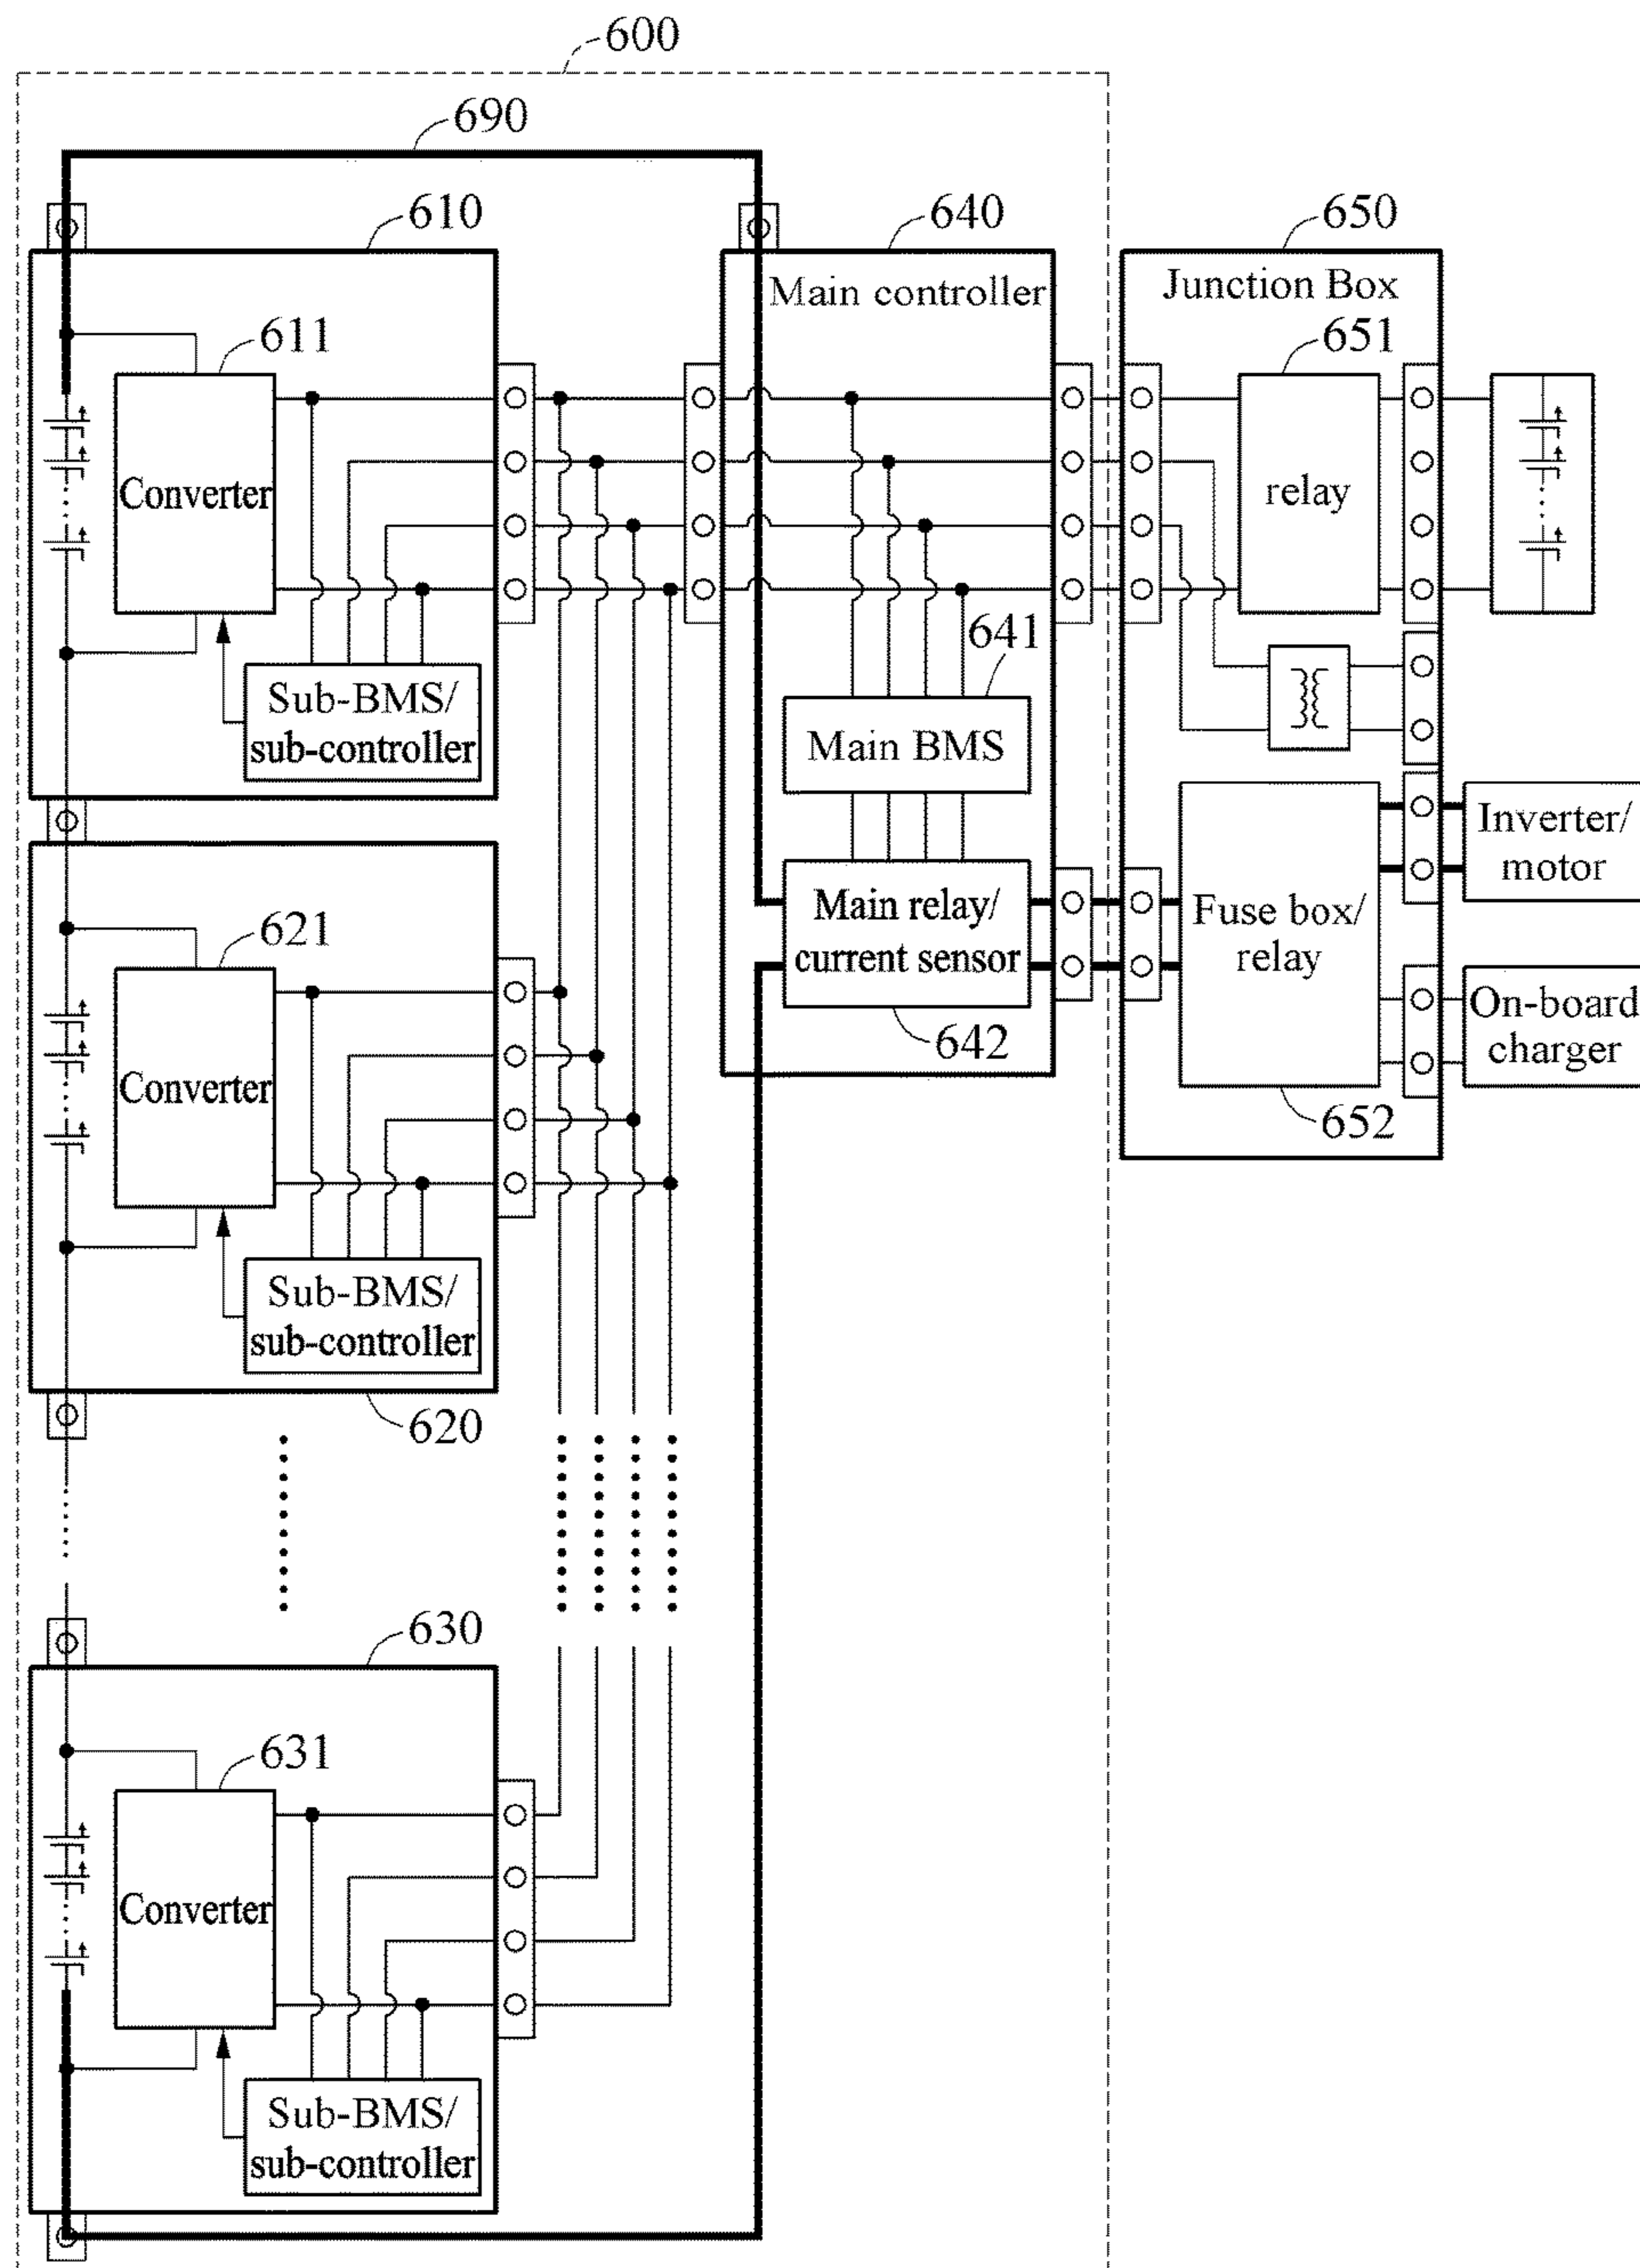 600
690
610
640
650
Main controller
Junction Box
611
651
Converter
relay
641
Sub-BMS/
sub-controller
Main BMS
Inverter/
motor
621
Main relay/
current sensor
Fuse box/
relay
642
On-board
charger
652
Converter
Sub-BMS/
sub-controller
620
630
631
Converter
Sub-BMS/
sub-controller